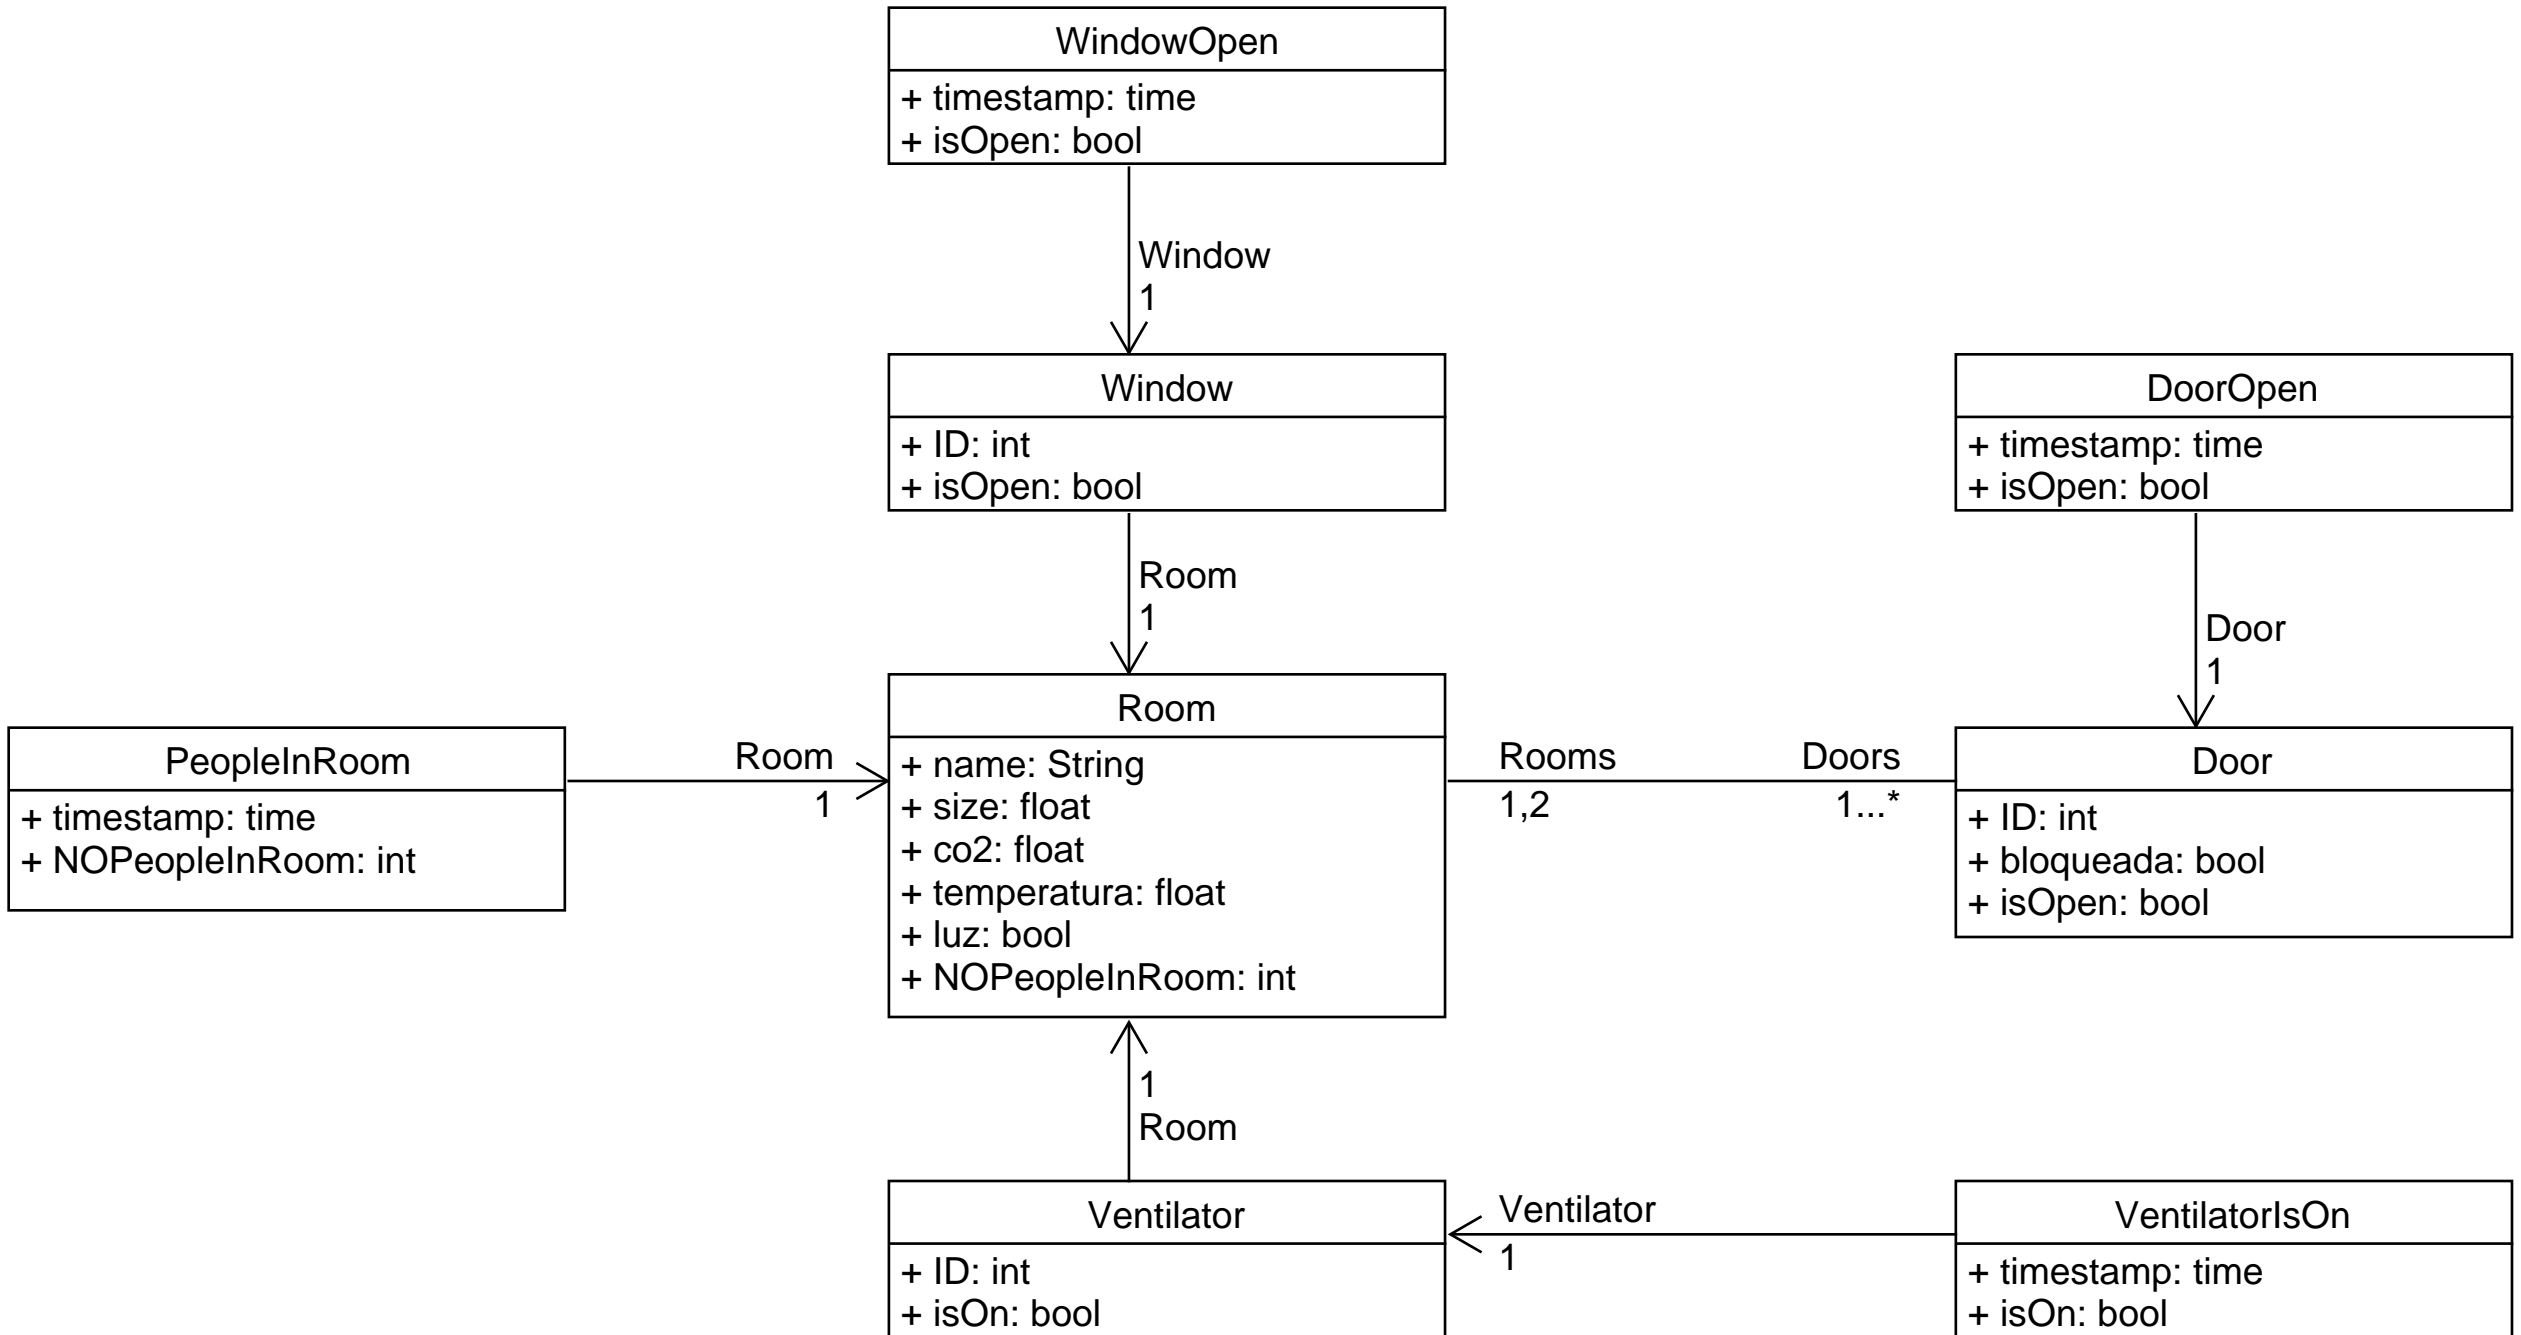 WindowOpen
+ timestamp: time
+ isOpen: bool
Window
1
Window
+ ID: int
+ isOpen: bool
Room
1
DoorOpen
+ timestamp: time
+ isOpen: bool
Door
1
PeopleInRoom
+ timestamp: time
+ NOPeopleInRoom: int
Room
1
Room
+ name: String
+ size: float
+ co2: float
+ temperatura: float
+ luz: bool
+ NOPeopleInRoom: int
Rooms
1,2
Doors
1...*
Door
+ ID: int
+ bloqueada: bool
+ isOpen: bool
1
Room
Ventilator
+ ID: int
+ isOn: bool
Ventilator
1
VentilatorIsOn
+ timestamp: time
+ isOn: bool